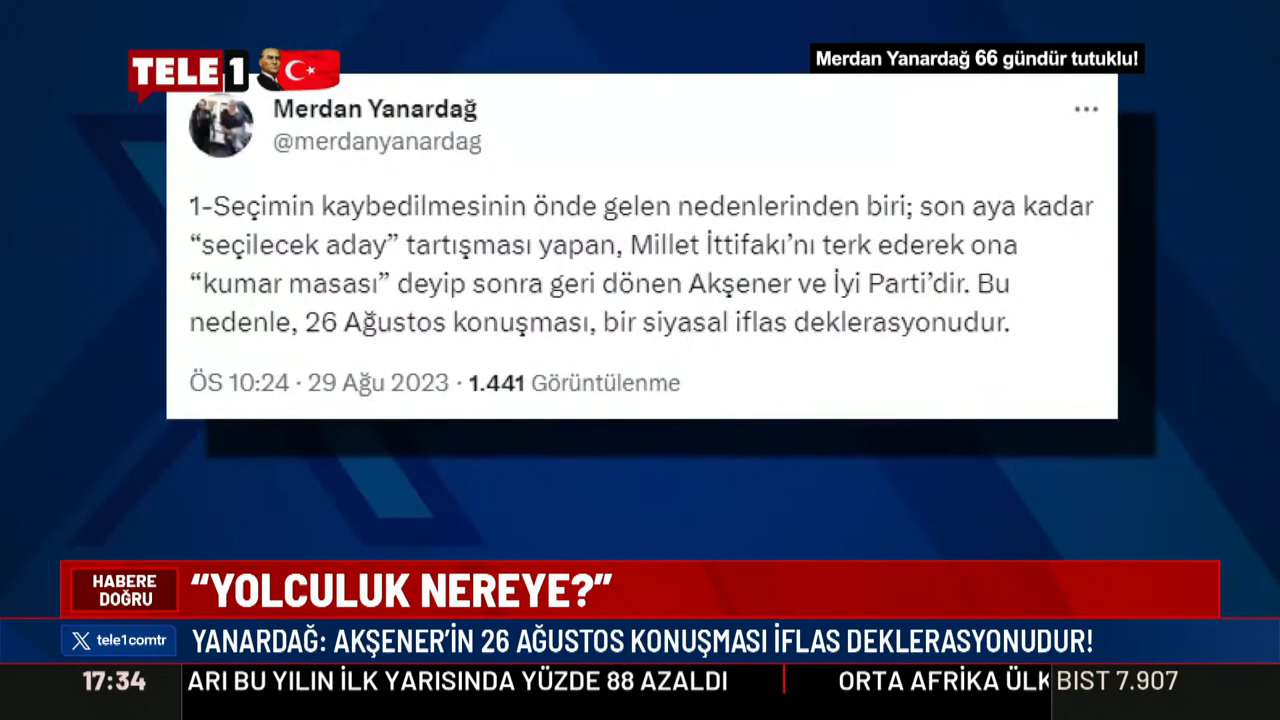 TELE 1
Merdan Yanardağ 66 gündür tutuklu!
Merdan Yanardağ
@merdanyanardag
1-Seçimin kaybedilmesinin önde gelen nedenlerinden biri; son aya kadar
“seçilecek aday” tartışması yapan, Millet İttifakı’nı terk ederek ona
“kumar masası” deyip sonra geri dönen Akşener ve İyi Parti’dir. Bu
nedenle, 26 Ağustos konuşması, bir siyasal iflas deklerasyonudur.
ÖS 10:24 · 29 Ağu 2023 · 1.441 Görüntülenme
HABERE
DOĞRU
“YOLCULUK NEREYE?”
tele1comtr
YANARDAĞ: AKŞENER’İN 26 AĞUSTOS KONUŞMASI İFLAS DEKLERASYONUDUR!
17:34
ARI BU YILIN İLK YARISINDA YÜZDE 88 AZALDI
ORTA AFRİKA ÜLK
BIST 7.907